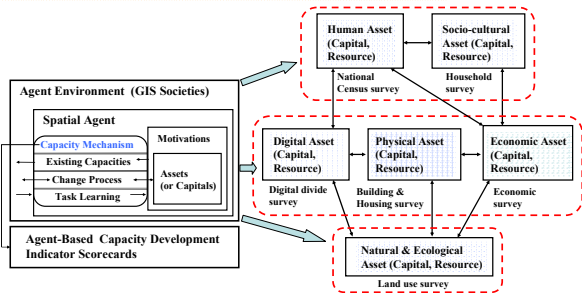 Agent Environment (GIS Societies)
Spatial Agent
Capacity Mechanism
Existing Capacities
Change Process
Task Learning
Motivations
Assets
(or Capitals)
Agent-Based Capacity Development
Indicator Scorecards
Human Asset
(Capital,
Resource)
Socio-cultural
Asset (Capital,
Resource)
National
Census survey
Household
survey
Digital Asset
(Capital,
Resource)
Physical Asset
(Capital,
Resource)
Economic Asset
(Capital,
Resource)
Digital divide
survey
Building &
Housing survey
Economic
survey
Natural & Ecological
Asset (Capital, Resource)
Land use survey